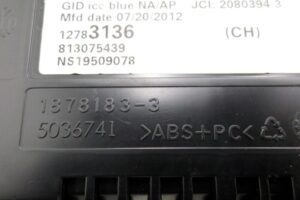 GID icc blue NA/AP JCI: 2080394 3
Mfd date 07/20/2012
12783136 (CH)
813075439
NS19509078
1878183-3
5036741 >ABS+PC<